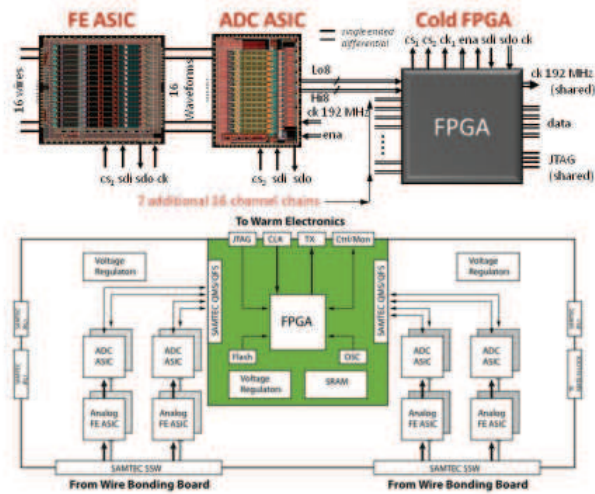 FE ASIC
ADC ASIC
Cold FPGA
single ended
differential
cs₁ cs₂ ck₁ ena sdi sdo ck
16 wires
16
Waveforms
Lo8
Hi8
ck 192 MHz
ena
ck 192 MHz
(shared)
FPGA
data
JTAG
(shared)
sdi sdo ck
sdi sdo
7 additional 16 channel chains
To Warm Electronics
JTAG
CLK
TX
Ctrl/Mon
Voltage
Regulators
Voltage
Regulators
SAMTEC QMS/QFS
SAMTEC QMS/QFS
FPGA
ADC
ASIC
ADC
ASIC
ADC
ASIC
ADC
ASIC
Flash
OSC
Voltage
Regulators
SRAM
Analog
FE ASIC
Analog
FE ASIC
Analog
FE ASIC
Analog
FE ASIC
SAMTEC SSW
SAMTEC SSW
From Wire Bonding Board
From Wire Bonding Board